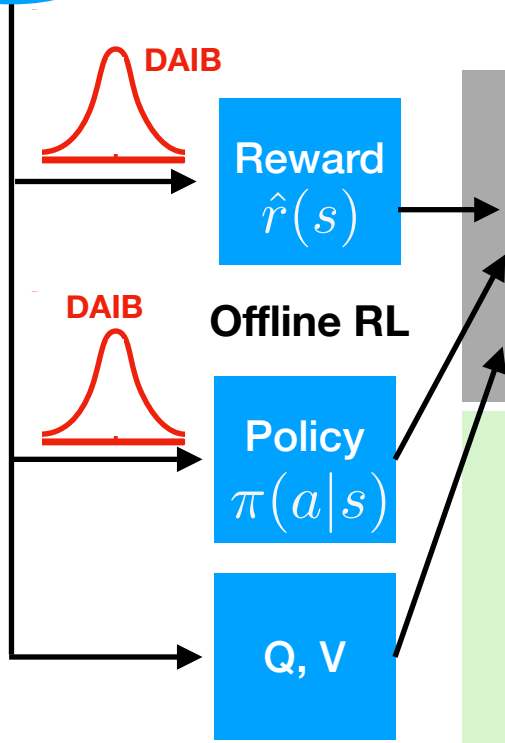 DAIB
Reward
r̂(s)
DAIB
Offline RL
Policy
π(a|s)
Q, V